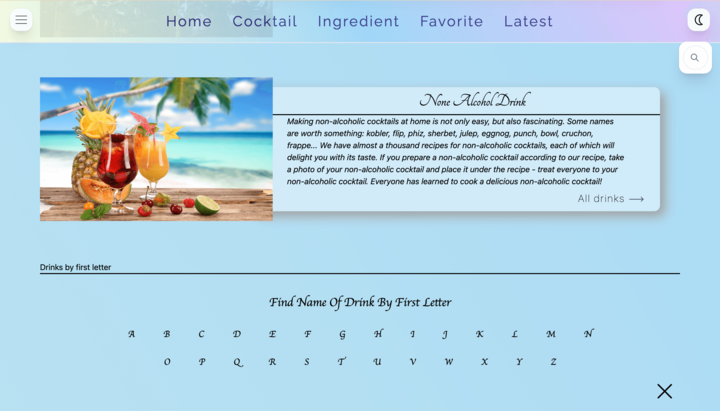 Home Cocktail Ingredient Favorite Latest
None Alcohol Drink
Making non-alcoholic cocktails at home is not only easy, but also fascinating. Some names
are worth something: kobler, flip, phiz, sherbet, julep, eggnog, punch, bowl, cruchon,
frappe... We have almost a thousand recipes for non-alcoholic cocktails, each of which will
delight you with its taste. If you prepare a non-alcoholic cocktail according to our recipe, take
a photo of your non-alcoholic cocktail and place it under the recipe - treat everyone to your
non-alcoholic cocktail. Everyone has learned to cook a delicious non-alcoholic cocktail!
All drinks ⟶
Drinks by first letter
Find Name Of Drink By First Letter
A B C D E F G H I J K L M N
O P Q R S T U V W X Y Z